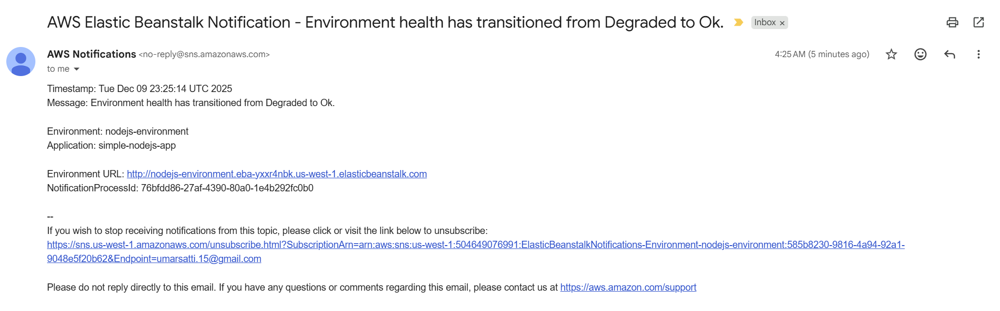 AWS Elastic Beanstalk Notification - Environment health has transitioned from Degraded to Ok. Inbox ×
AWS Notifications <no-reply@sns.amazonaws.com> 4:25 AM (5 minutes ago)
to me
Timestamp: Tue Dec 09 23:25:14 UTC 2025
Message: Environment health has transitioned from Degraded to Ok.
Environment: nodejs-environment
Application: simple-nodejs-app
Environment URL: http://nodejs-environment.eba-yxxr4nbk.us-west-1.elasticbeanstalk.com
NotificationProcessId: 76bfdd86-27af-4390-80a0-1e4b292fc0b0
--
If you wish to stop receiving notifications from this topic, please click or visit the link below to unsubscribe:
https://sns.us-west-1.amazonaws.com/unsubscribe.html?SubscriptionArn=arn:aws:sns:us-west-1:504649076991:ElasticBeanstalkNotifications-Environment-nodejs-environment:585b8230-9816-4a94-92a1-
9048e5f20b62&Endpoint=umarsatti.15@gmail.com
Please do not reply directly to this email. If you have any questions or comments regarding this email, please contact us at https://aws.amazon.com/support